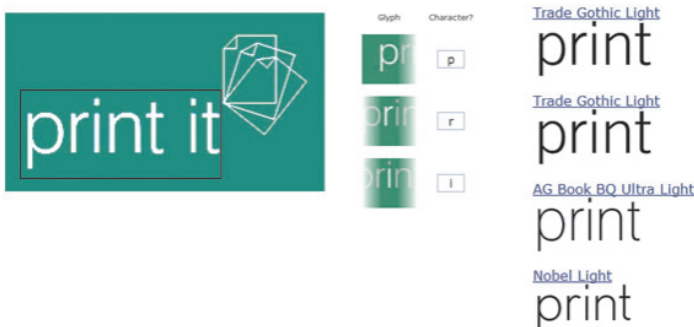 print it
Glyph Character?
pr p
prin r
prin i
Trade Gothic Light
print
Trade Gothic Light
print
AG Book BQ Ultra Light
print
Nobel Light
print